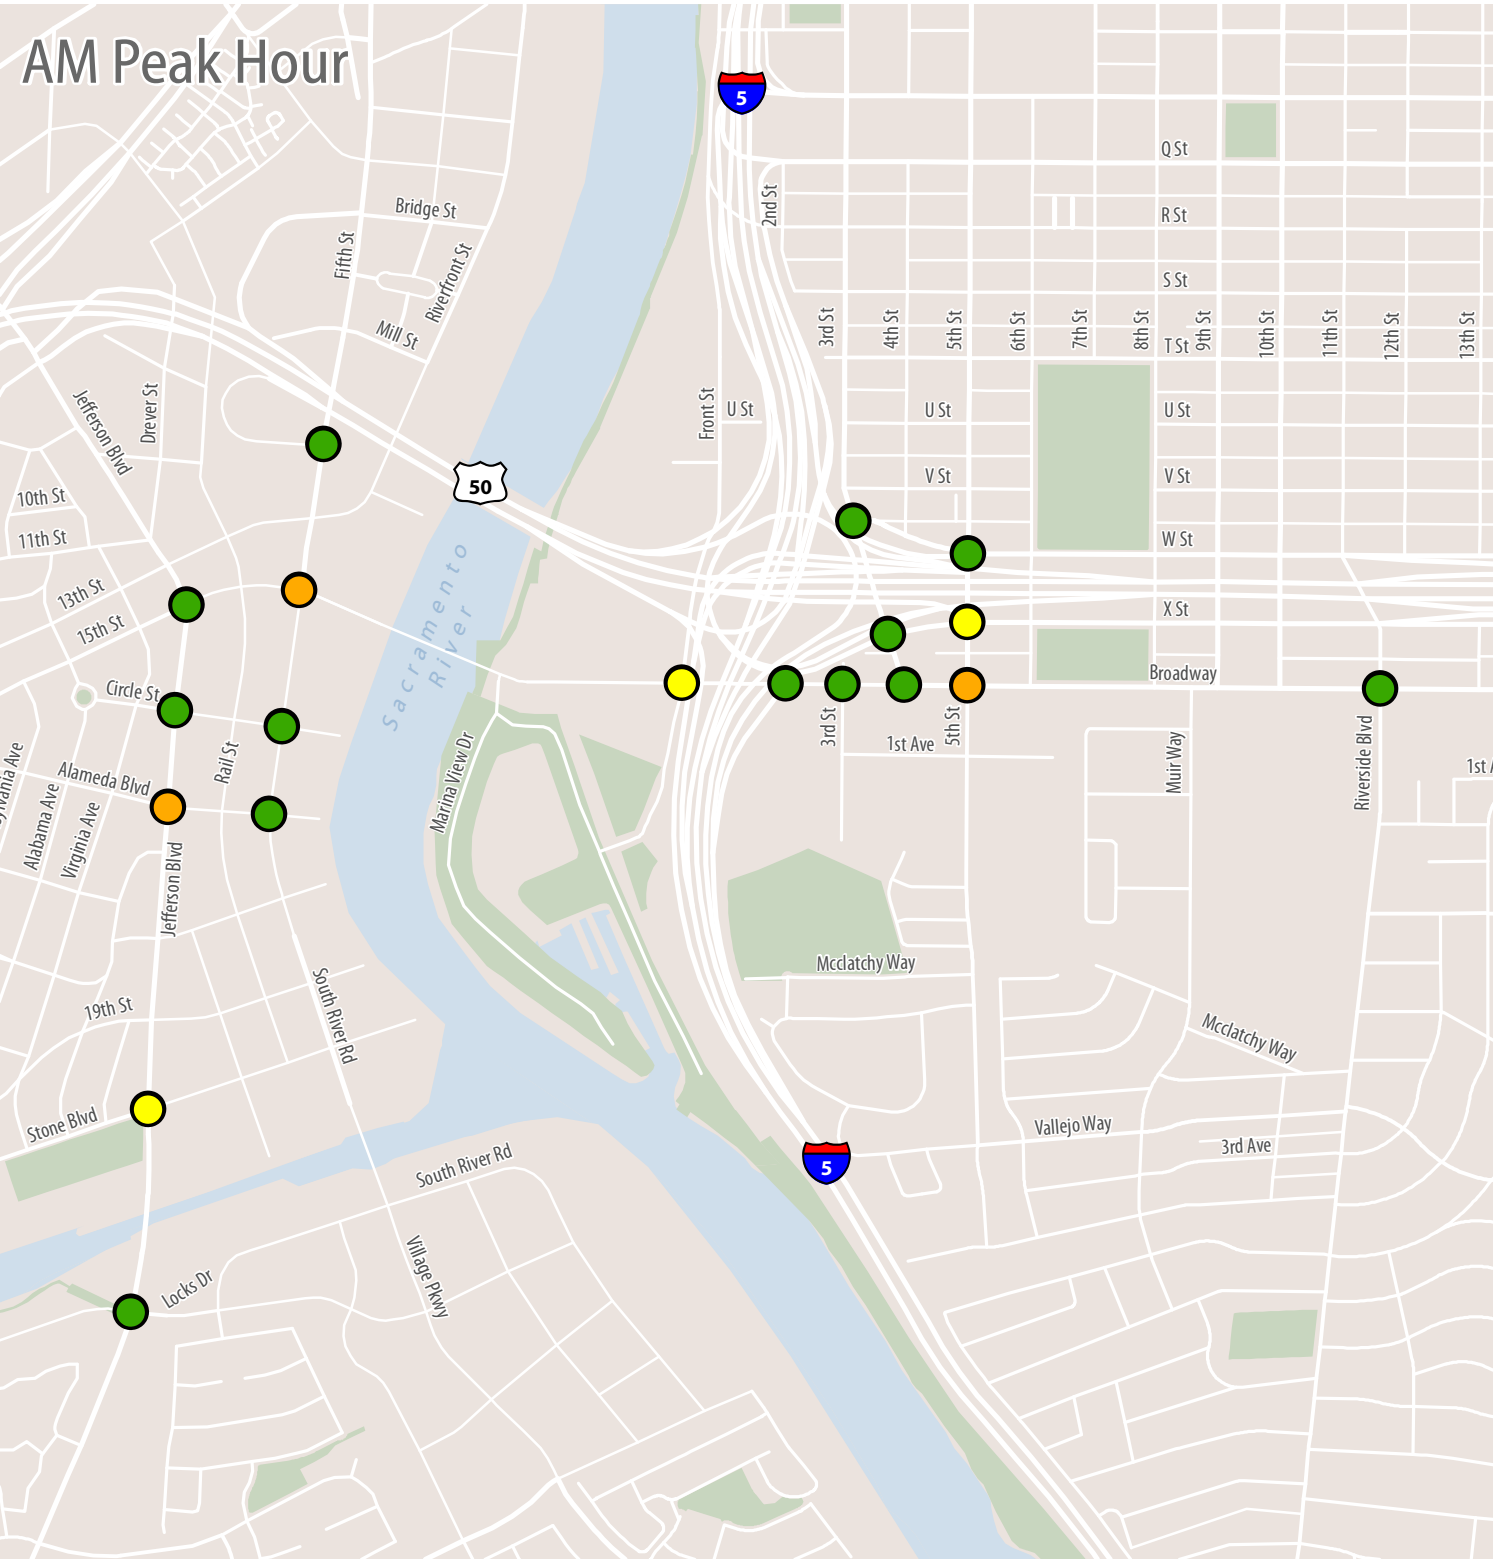 AM Peak Hour
5
Q St
2nd St
R St
Bridge St
Fifth St
Riverfront St
S St
Mill St
3rd St
4th St
5th St
6th St
7th St
8th St
9th St
10th St
11th St
12th St
13th St
T St
Jefferson Blvd
Drever St
Front St
U St
U St
U St
V St
V St
50
10th St
11th St
W St
Sacramento
River
13th St
15th St
X St
Broadway
Circle St
3rd St
5th St
1st Ave
Muir Way
Riverside Blvd
Rail St
Marina View Dr
Alameda Blvd
Alabama Ave
Virginia Ave
Jefferson Blvd
Mcclatchy Way
South River Rd
19th St
Mcclatchy Way
Stone Blvd
Vallejo Way
3rd Ave
5
South River Rd
Village Pkwy
Locks Dr